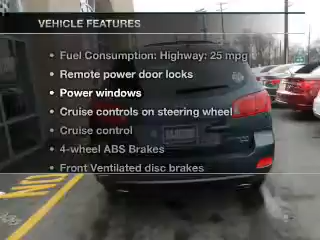 VEHICLE FEATURES
• Fuel Consumption: Highway: 25 mpg
• Remote power door locks
• Power windows
• Cruise controls on steering wheel
• Cruise control
• 4-wheel ABS Brakes
• Front Ventilated disc brakes
NO